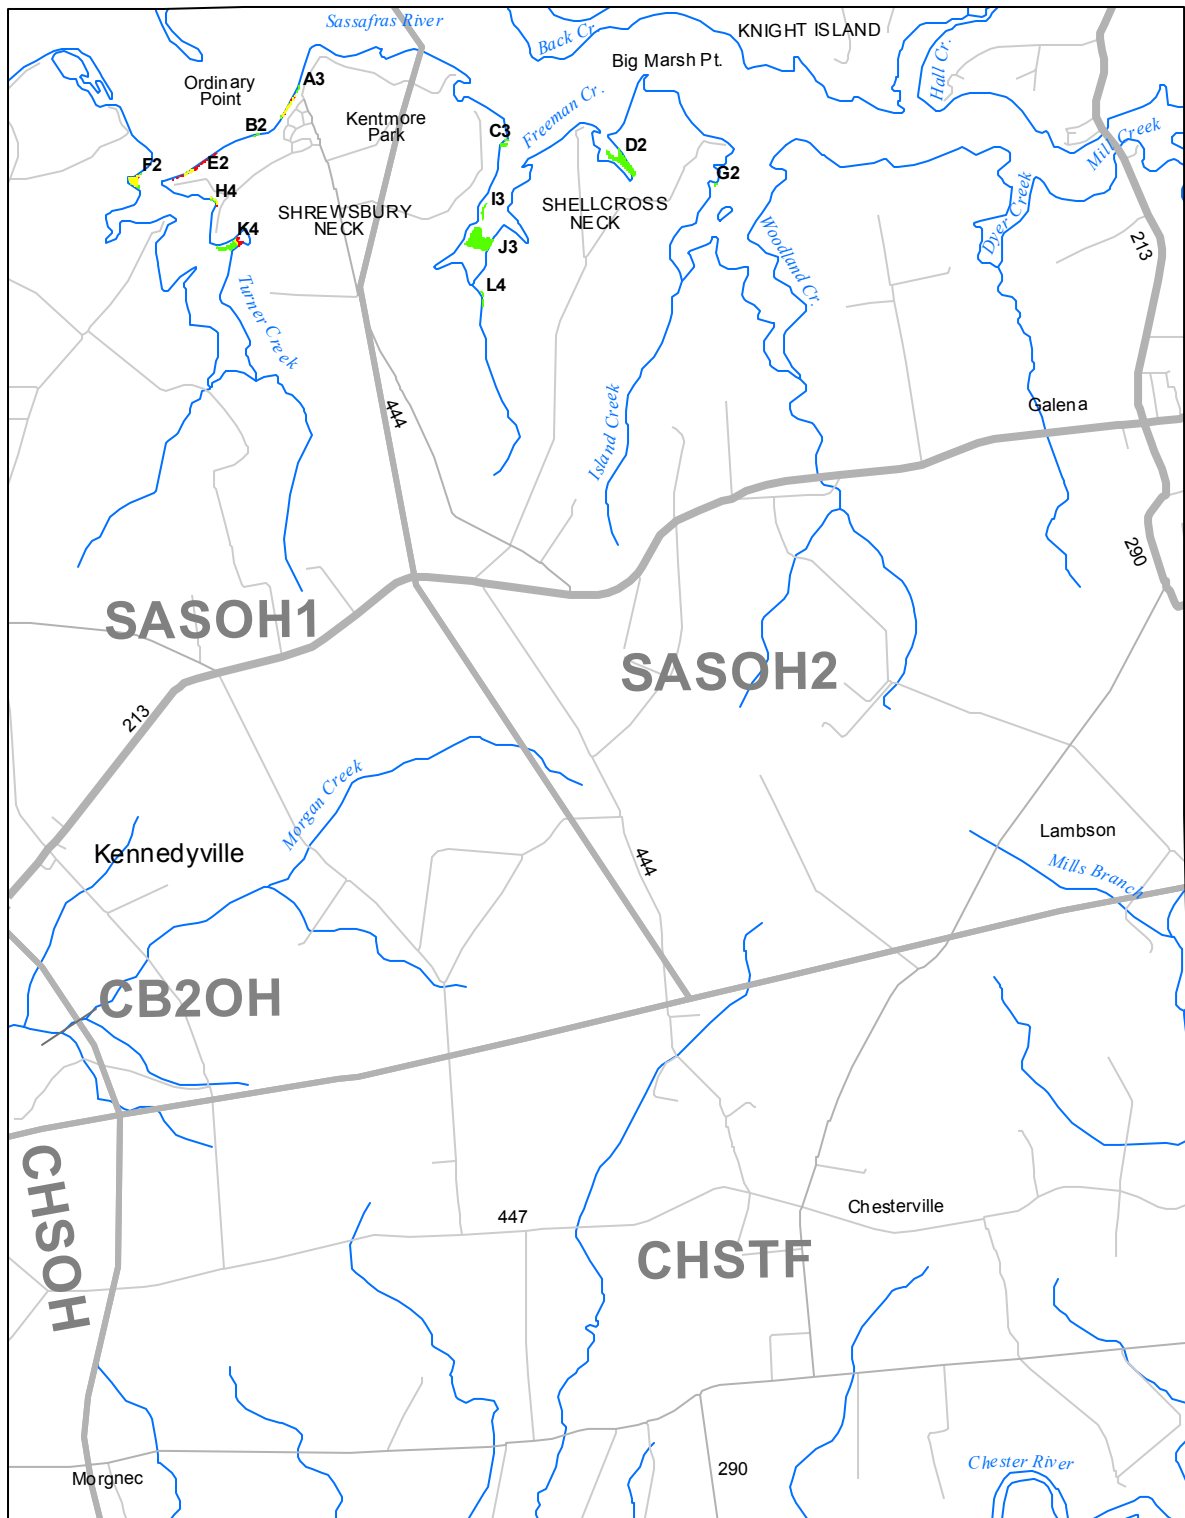 Sassafras River
Back Cr.
KNIGHT ISLAND
Hall Cr.
Big Marsh Pt.
Ordinary
Point
A3
Kentmore
Park
B2
C3
Freeman Cr.
D2
Mill Creek
F2
E2
G2
H4
I3
SHELLCROSS
NECK
SHREWSBURY
NECK
K4
J3
Woodland Cr.
Dyer Creek
213
L4
Turner Creek
444
Island Creek
Galena
290
SASOH1
SASOH2
213
Morgan Creek
Kennedyville
444
Lambson
Mills Branch
CB2OH
CHSOH
447
Chesterville
CHSTF
Morgnec
290
Chester River